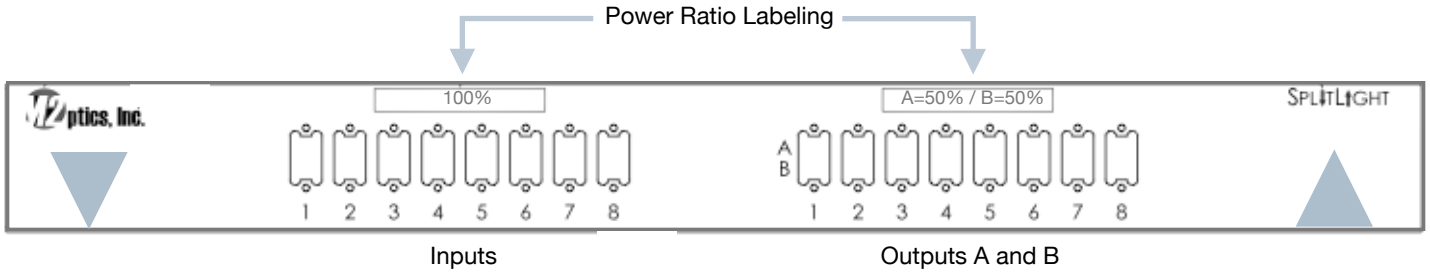 Power Ratio Labeling
M2ptics, Inc.
100%
A=50% / B=50%
SPLITLIGHT
A
B
1 2 3 4 5 6 7 8
1 2 3 4 5 6 7 8
Inputs
Outputs A and B